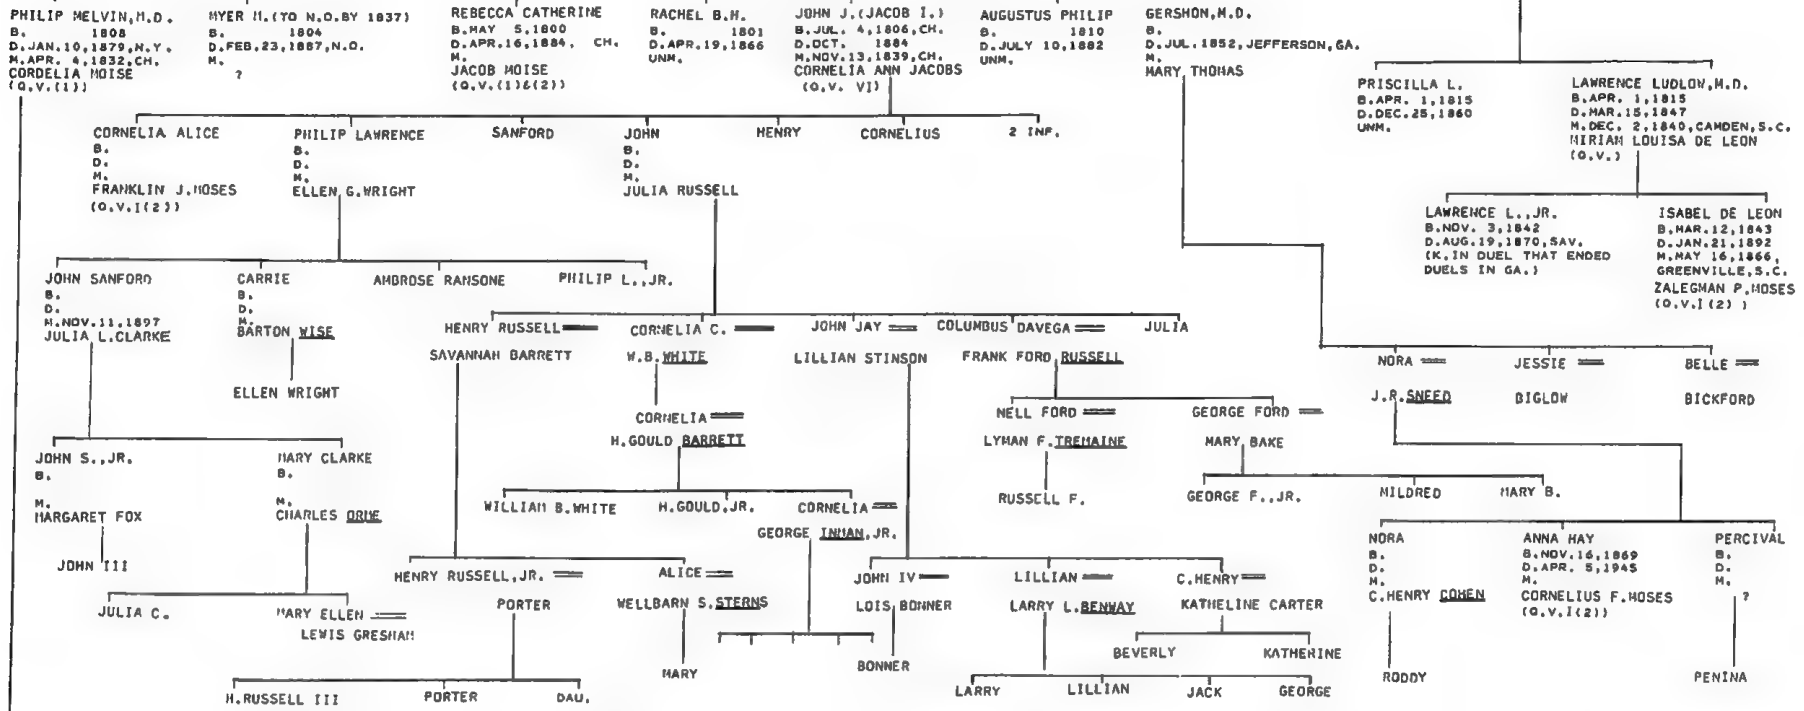 PHILIP MELVIN,M.D.
B. 1808
D.JAN.10,1879,N.Y.
M.APR. 4,1832,CH.
CORDELIA MOISE
(Q.V.(1))
MYER M.(TO N.O.BY 1837)
B. 1804
D.FEB.23,1887,N.O.
M.
?
REBECCA CATHERINE
B.MAY 5,1800
D.APR.16,1884, CH.
M.
JACOB MOISE
(Q.V.(1)&(2))
RACHEL B.H.
B. 1801
D.APR.19,1866
UNM.
JOHN J.(JACOB I.)
B.JUL. 4,1806,CH.
D.OCT. 1884
M.NOV.13,1839,CH.
CORNELIA ANN JACOBS
(Q.V. VI)
AUGUSTUS PHILIP
B. 1810
D.JULY 10,1882
UNM.
GERSHON,M.D.
B.
D.JUL.1852,JEFFERSON,GA.
M.
MARY THOMAS
PRISCILLA L.
B.APR. 1,1815
D.DEC.25,1860
UNM.
LAWRENCE LUDLOW,M.D.
B.APR. 1,1815
D.MAR.15,1847
M.DEC. 2,1840,CAMDEN,S.C.
MIRIAM LOUISA DE LEON
(Q.V.)
CORNELIA ALICE
B.
D.
M.
FRANKLIN J.MOSES
(Q.V.I(2))
PHILIP LAWRENCE
B.
D.
M.
ELLEN G.WRIGHT
SANFORD
JOHN
B.
D.
M.
JULIA RUSSELL
HENRY
CORNELIUS
2 INF.
LAWRENCE L.,JR.
B.NOV. 3,1842
D.AUG.19,1870,SAV.
(K.IN DUEL THAT ENDED
DUELS IN GA.)
ISABEL DE LEON
B.MAR.12,1843
D.JAN.21,1892
M.MAY 16,1866,
GREENVILLE,S.C.
ZALEGMAN P.MOSES
(Q.V.I(2) )
JOHN SANFORD
B.
D.
M.NOV.11,1897
JULIA L.CLARKE
CARRIE
B.
D.
M.
BARTON WISE
AMBROSE RANSONE
PHILIP L.,JR.
ELLEN WRIGHT
HENRY RUSSELL
SAVANNAH BARRETT
CORNELIA C.
W.B.WHITE
JOHN JAY
LILLIAN STINSON
COLUMBUS DAVEGA
FRANK FORD RUSSELL
JULIA
NORA
J.R.SNEED
JESSIE
BIGLOW
BELLE
BICKFORD
CORNELIA
H.GOULD BARRETT
NELL FORD
LYMAN F.TREMAINE
GEORGE FORD
MARY BAKE
JOHN S.,JR.
B.
M.
MARGARET FOX
MARY CLARKE
B.
M.
CHARLES ORME
WILLIAM B.WHITE
H.GOULD,JR.
CORNELIA
GEORGE INMAN,JR.
RUSSELL F.
GEORGE F.,JR.
MILDRED
MARY B.
NORA
B.
D.
M.
C.HENRY COHEN
ANNA HAY
B.NOV.16,1869
D.APR. 5,1945
M.
CORNELIUS F.MOSES
(Q.V.I(2))
PERCIVAL
B.
D.
M.
?
JOHN III
JULIA C.
MARY ELLEN
LEWIS GRESHAM
HENRY RUSSELL,JR.
PORTER
ALICE
WELLBARN S.STERNS
JOHN IV
LOIS BONNER
LILLIAN
LARRY L.BENWAY
C.HENRY
KATHELINE CARTER
MARY
BONNER
BEVERLY
KATHERINE
RODDY
PENINA
H.RUSSELL III
PORTER
DAU.
LARRY
LILLIAN
JACK
GEORGE